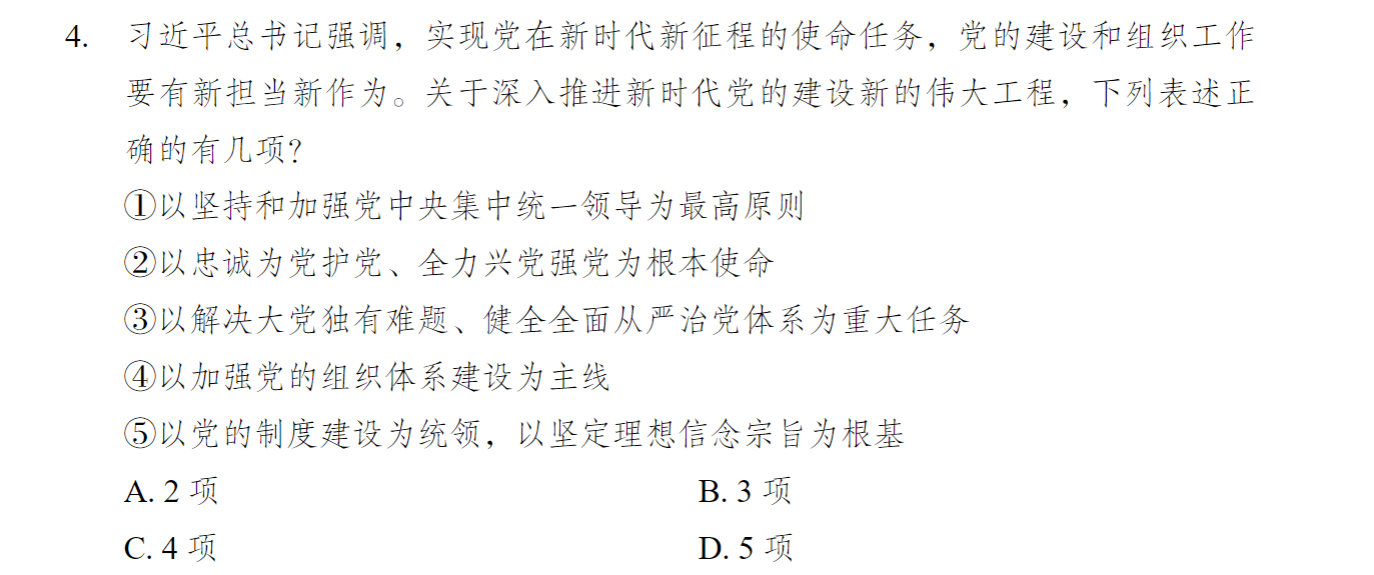 4. 习近平总书记强调，实现党在新时代新征程的使命任务，党的建设和组织工作
要有新担当新作为。关于深入推进新时代党的建设新的伟大工程，下列表述正
确的有几项？
①以坚持和加强党中央集中统一领导为最高原则
②以忠诚为党护党、全力兴党强党为根本使命
③以解决大党独有难题、健全全面从严治党体系为重大任务
④以加强党的组织体系建设为主线
⑤以党的制度建设为统领，以坚定理想信念宗旨为根基
A. 2 项 B. 3 项
C. 4 项 D. 5 项